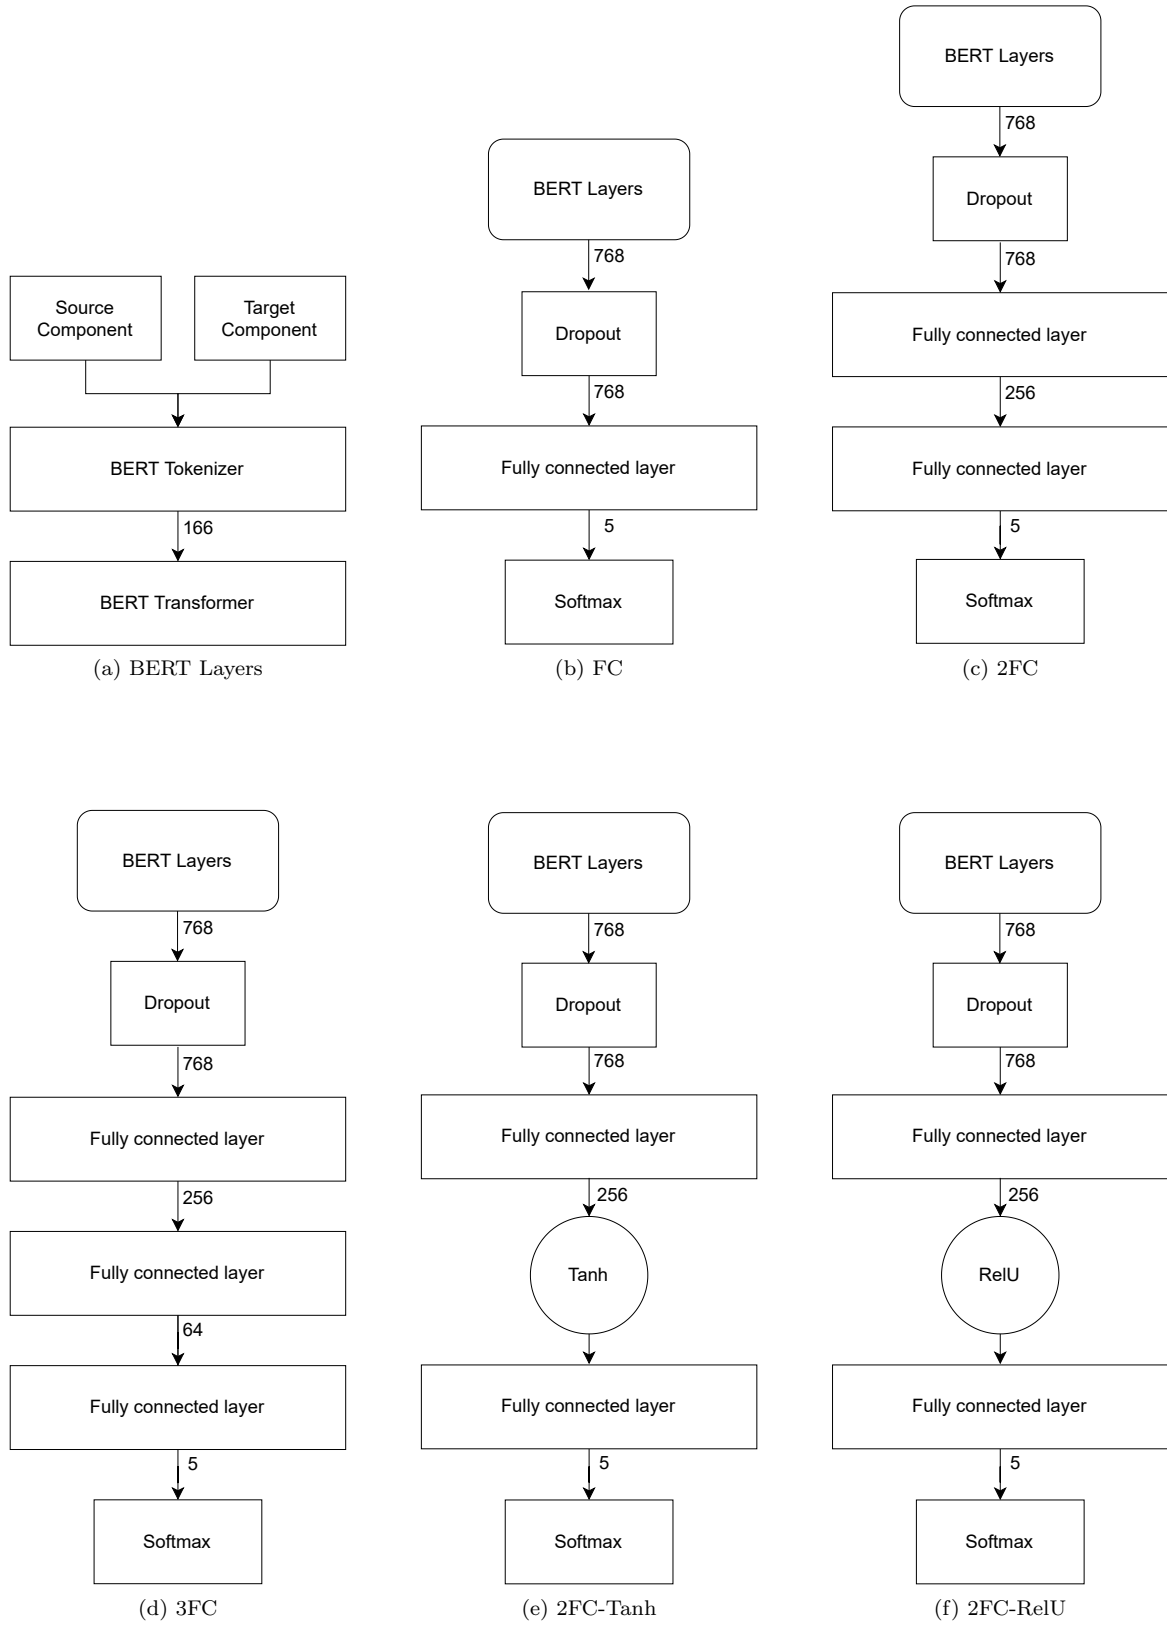 Source
Component
Target
Component
BERT Tokenizer
166
BERT Transformer
(a) BERT Layers
BERT Layers
768
Dropout
768
Fully connected layer
5
Softmax
(b) FC
BERT Layers
768
Dropout
768
Fully connected layer
256
Fully connected layer
5
Softmax
(c) 2FC
BERT Layers
768
Dropout
768
Fully connected layer
256
Fully connected layer
64
Fully connected layer
5
Softmax
(d) 3FC
BERT Layers
768
Dropout
768
Fully connected layer
256
Tanh
Fully connected layer
5
Softmax
(e) 2FC-Tanh
BERT Layers
768
Dropout
768
Fully connected layer
256
RelU
Fully connected layer
5
Softmax
(f) 2FC-RelU